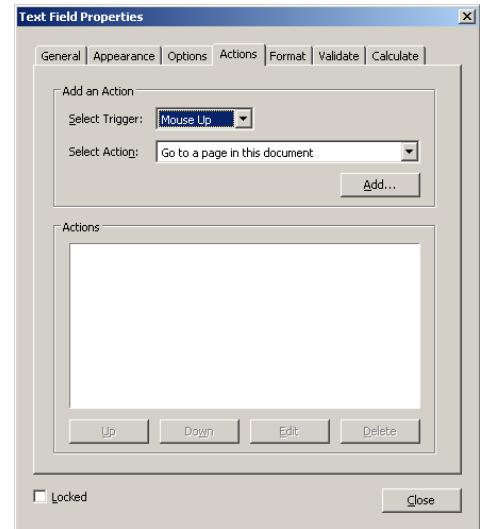 Text Field Properties
General Appearance Options Actions Format Validate Calculate
Add an Action
Select Trigger: Mouse Up
Select Action: Go to a page in this document
Add...
Actions
Up Down Edit Delete
Locked Close